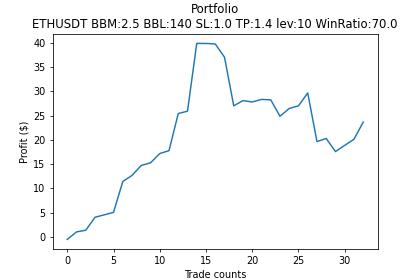 Portfolio
ETHUSDT BBM:2.5 BBL:140 SL:1.0 TP:1.4 lev:10 WinRatio:70.0
Profit ($)
40
35
30
25
20
15
10
5
0
0 5 10 15 20 25 30
Trade counts